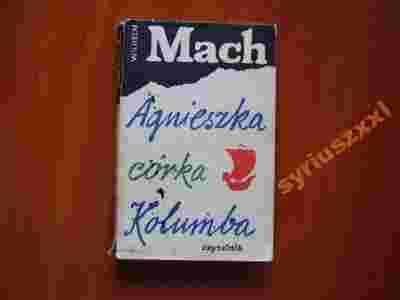 WILHELM
Mach
Agnieszka
córka
Kolumba
czytelnik
syriuszxxl